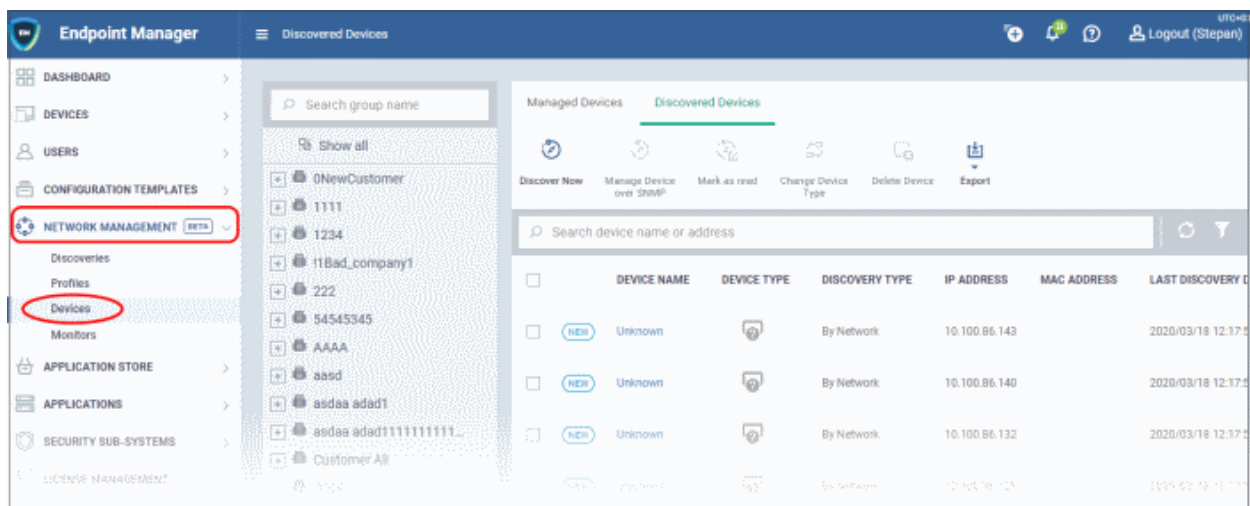 UTC+0:
EM Endpoint Manager
Discovered Devices
31
Logout (Stepan)
DASHBOARD
DEVICES
USERS
CONFIGURATION TEMPLATES
NETWORK MANAGEMENT BETA
Discoveries
Profiles
Devices
Monitors
APPLICATION STORE
APPLICATIONS
SECURITY SUB-SYSTEMS
LICENSE MANAGEMENT
Search group name
Show all
0NewCustomer
1111
1234
!1Bad_company1
222
54545345
AAAA
aasd
asdaa adad1
asdaa adad1111111111...
Customer All
Managed Devices Discovered Devices
Discover Now
Manage Device
over SNMP
Mark as read
Change Device
Type
Delete Device
Export
Search device name or address
DEVICE NAME DEVICE TYPE DISCOVERY TYPE IP ADDRESS MAC ADDRESS LAST DISCOVERY D
NEW Unknown By Network 10.100.86.143 2020/03/18 12:17:5
NEW Unknown By Network 10.100.86.140 2020/03/18 12:17:5
NEW Unknown By Network 10.100.86.132 2020/03/18 12:17:5